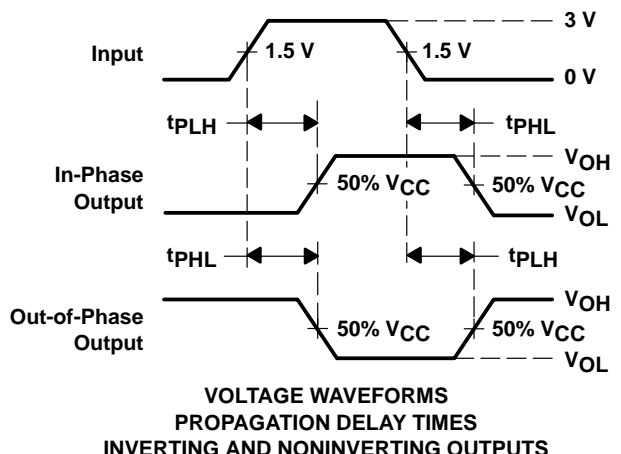 3 V
Input
1.5 V
1.5 V
0 V
tPLH
tPHL
In-Phase
Output
VOH
50% VCC
50% VCC
VOL
tPHL
tPLH
Out-of-Phase
Output
VOH
50% VCC
50% VCC
VOL
VOLTAGE WAVEFORMS
PROPAGATION DELAY TIMES
INVERTING AND NONINVERTING OUTPUTS